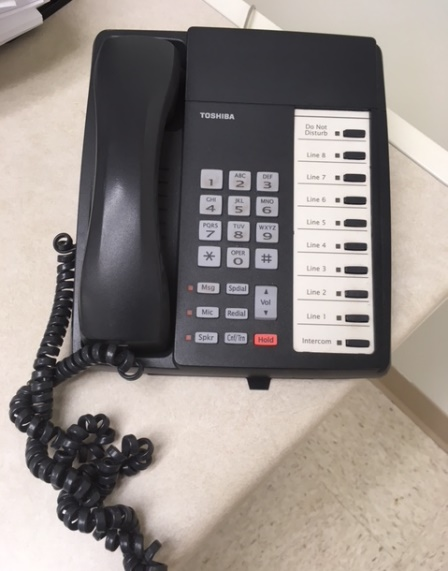 TOSHIBA
Do Not
Disturb
Line 8
Line 7
Line 6
Line 5
Line 4
Line 3
Line 2
Line 1
Intercom
1
ABC
2
DEF
3
GHI
4
JKL
5
MNO
6
PQRS
7
TUV
8
WXYZ
9
*
OPER
0
#
Msg
Spdial
▲
Vol
▼
Mic
Redial
Spkr
Cnf/Trn
Hold